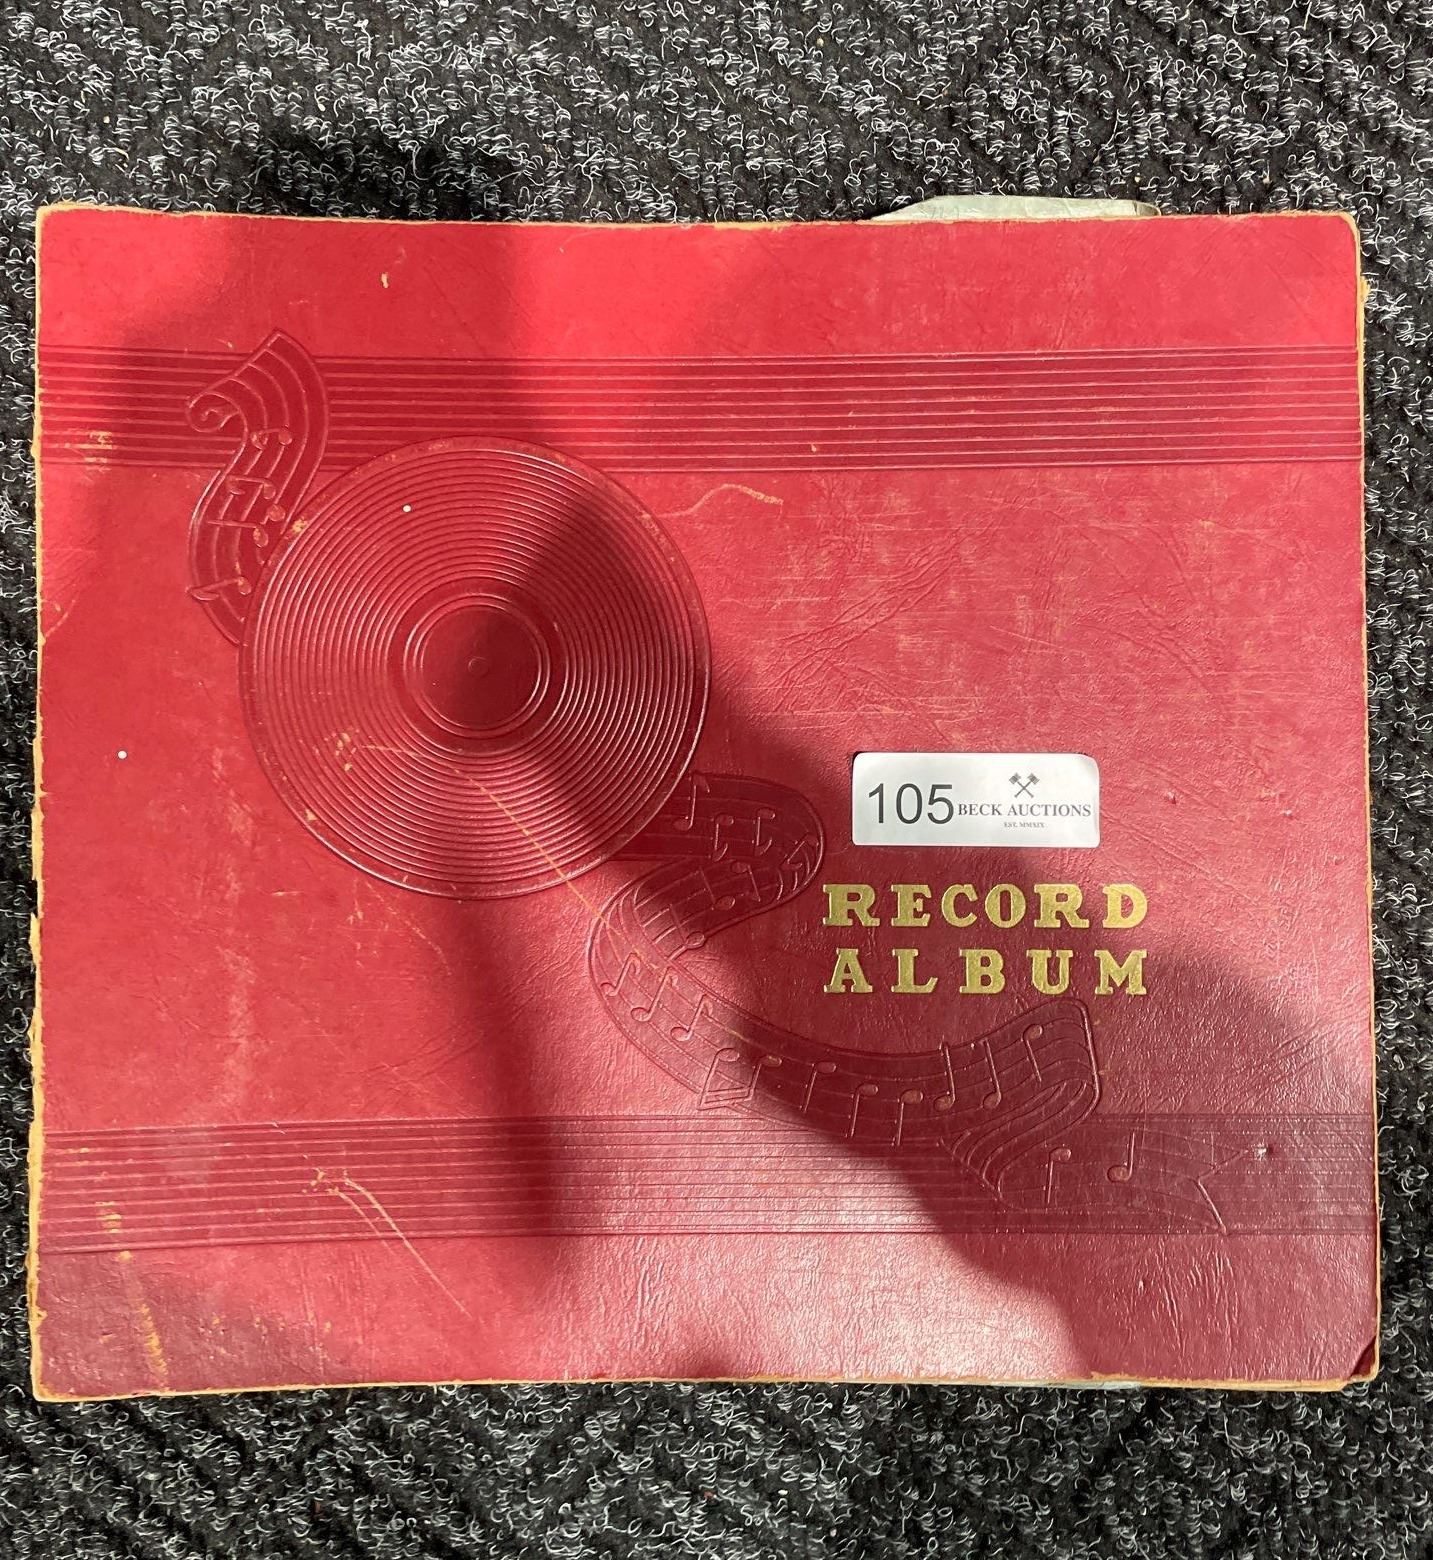 105 BECK AUCTIONS
EST. MMXIX
RECORD
ALBUM